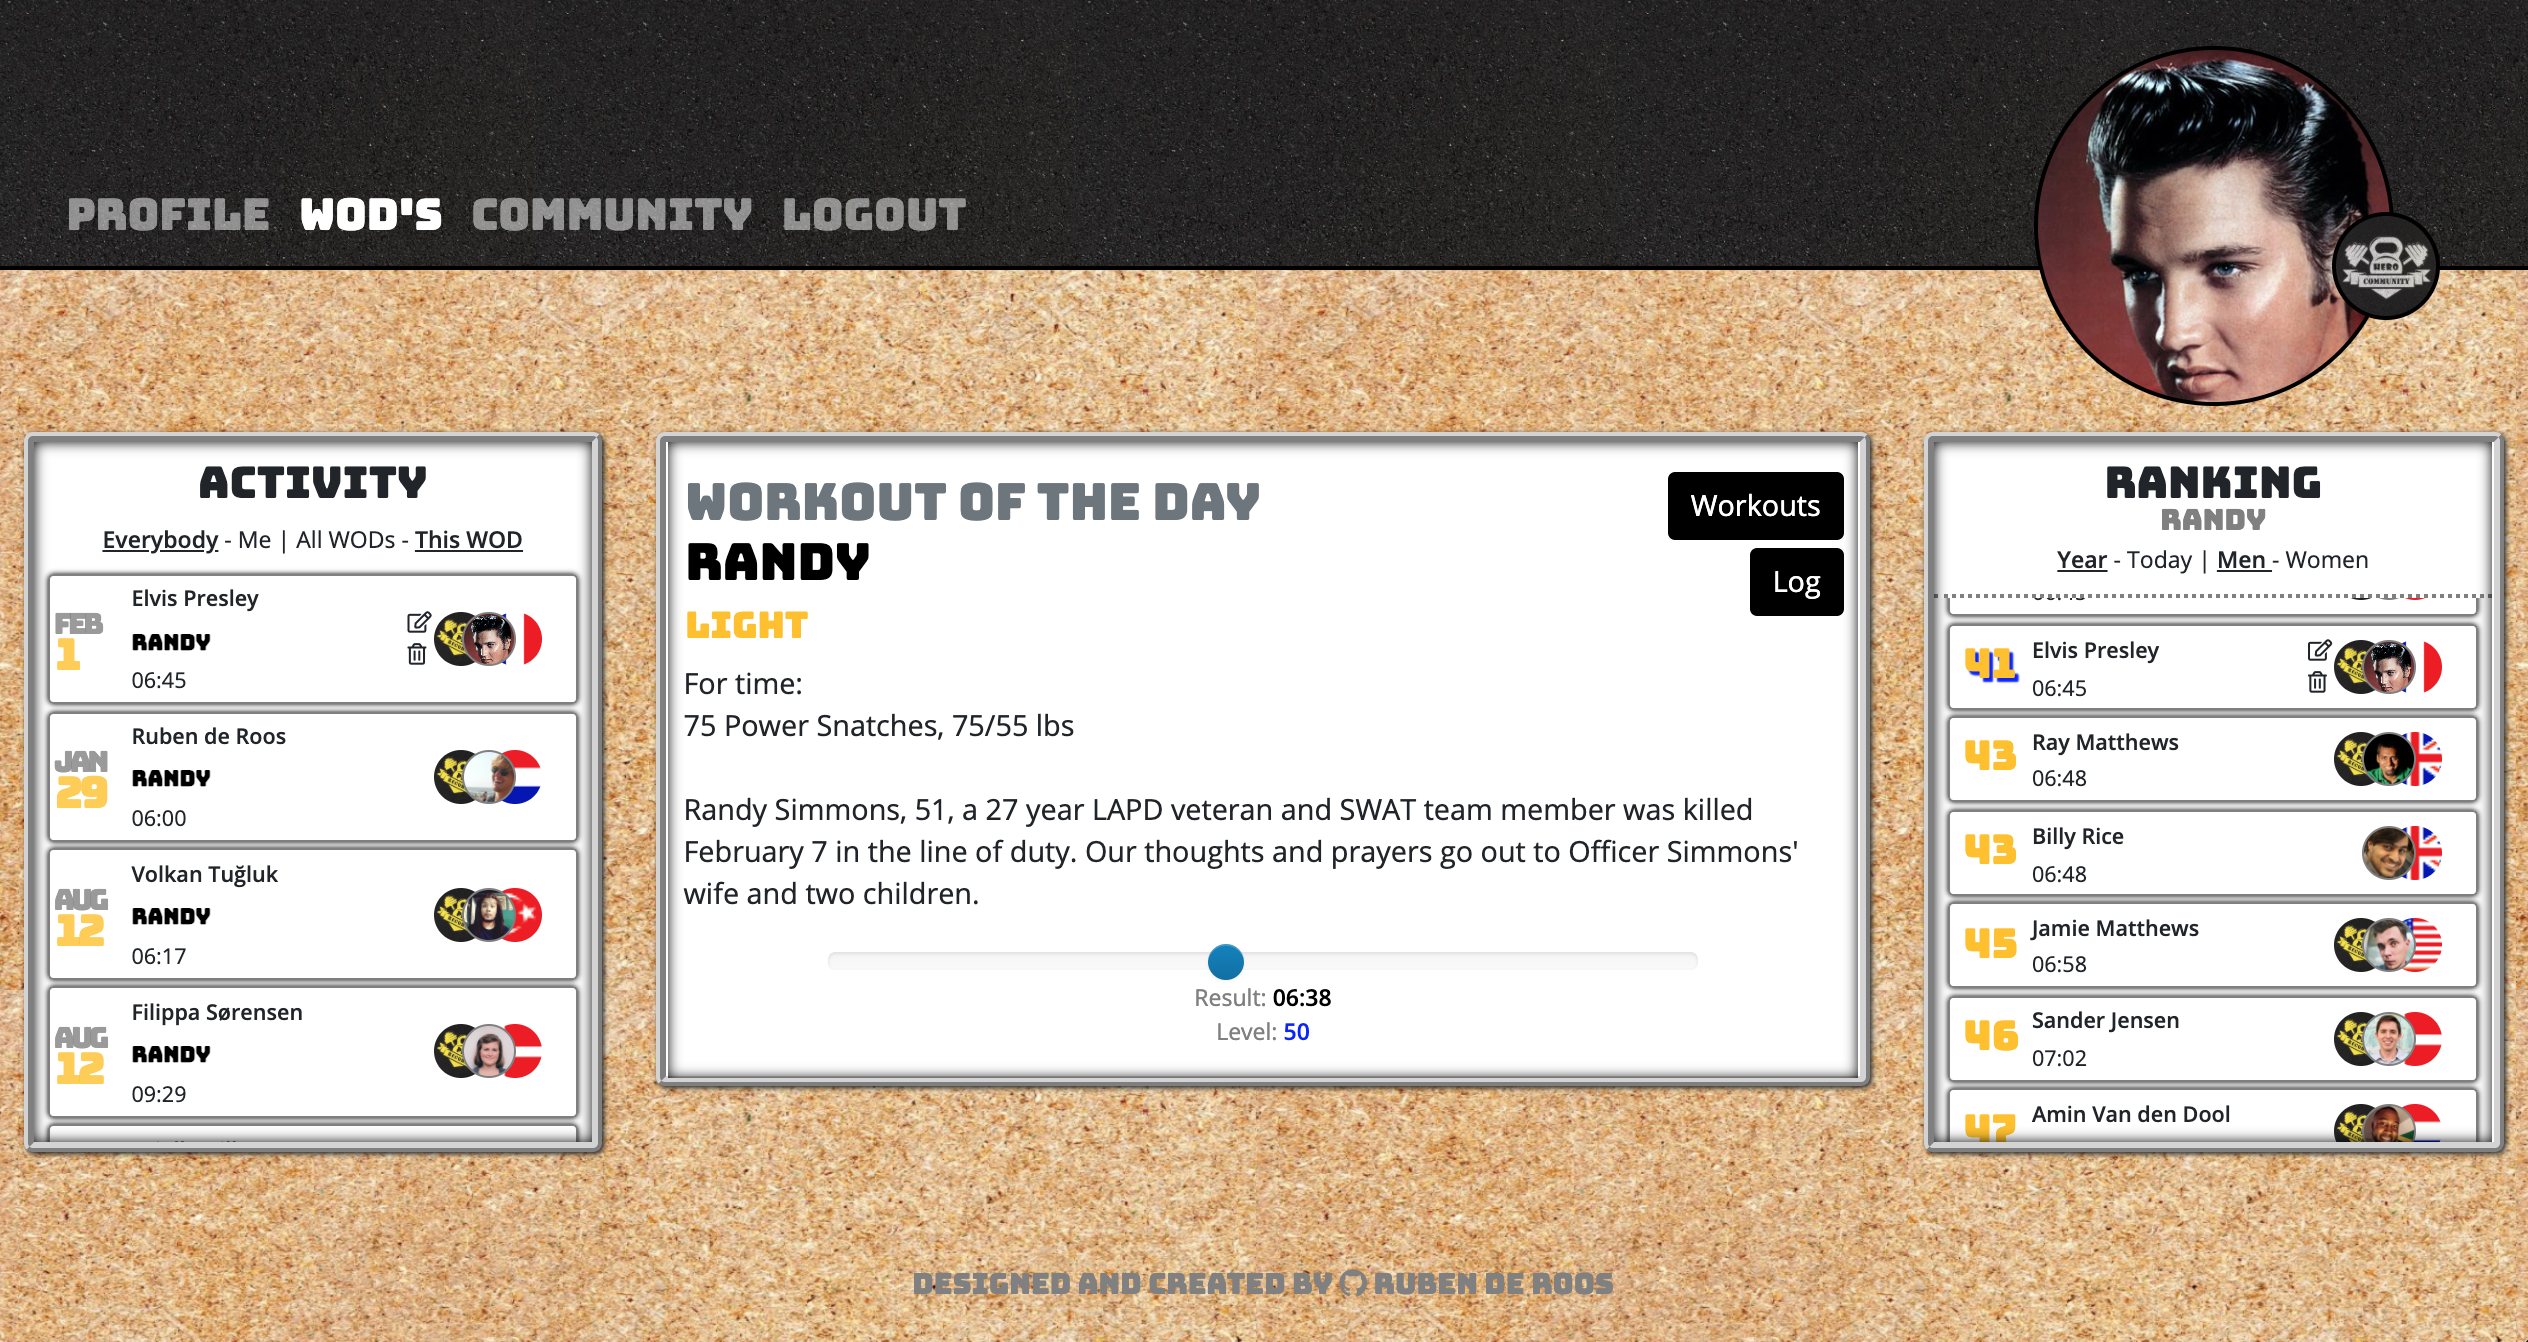 PROFILE WOD'S COMMUNITY LOGOUT
HERO
COMMUNITY
ACTIVITY
Everybody - Me | All WODs - This WOD
FEB
1
Elvis Presley
RANDY
06:45
JAN
29
Ruben de Roos
RANDY
06:00
AUG
12
Volkan Tuğluk
RANDY
06:17
AUG
12
Filippa Sørensen
RANDY
09:29
WORKOUT OF THE DAY
RANDY
LIGHT
Workouts
Log
For time:
75 Power Snatches, 75/55 lbs
Randy Simmons, 51, a 27 year LAPD veteran and SWAT team member was killed
February 7 in the line of duty. Our thoughts and prayers go out to Officer Simmons'
wife and two children.
Result: 06:38
Level: 50
RANKING
RANDY
Year - Today | Men - Women
41
Elvis Presley
06:45
43
Ray Matthews
06:48
43
Billy Rice
06:48
45
Jamie Matthews
06:58
46
Sander Jensen
07:02
47
Amin Van den Dool
DESIGNED AND CREATED BY RUBEN DE ROOS